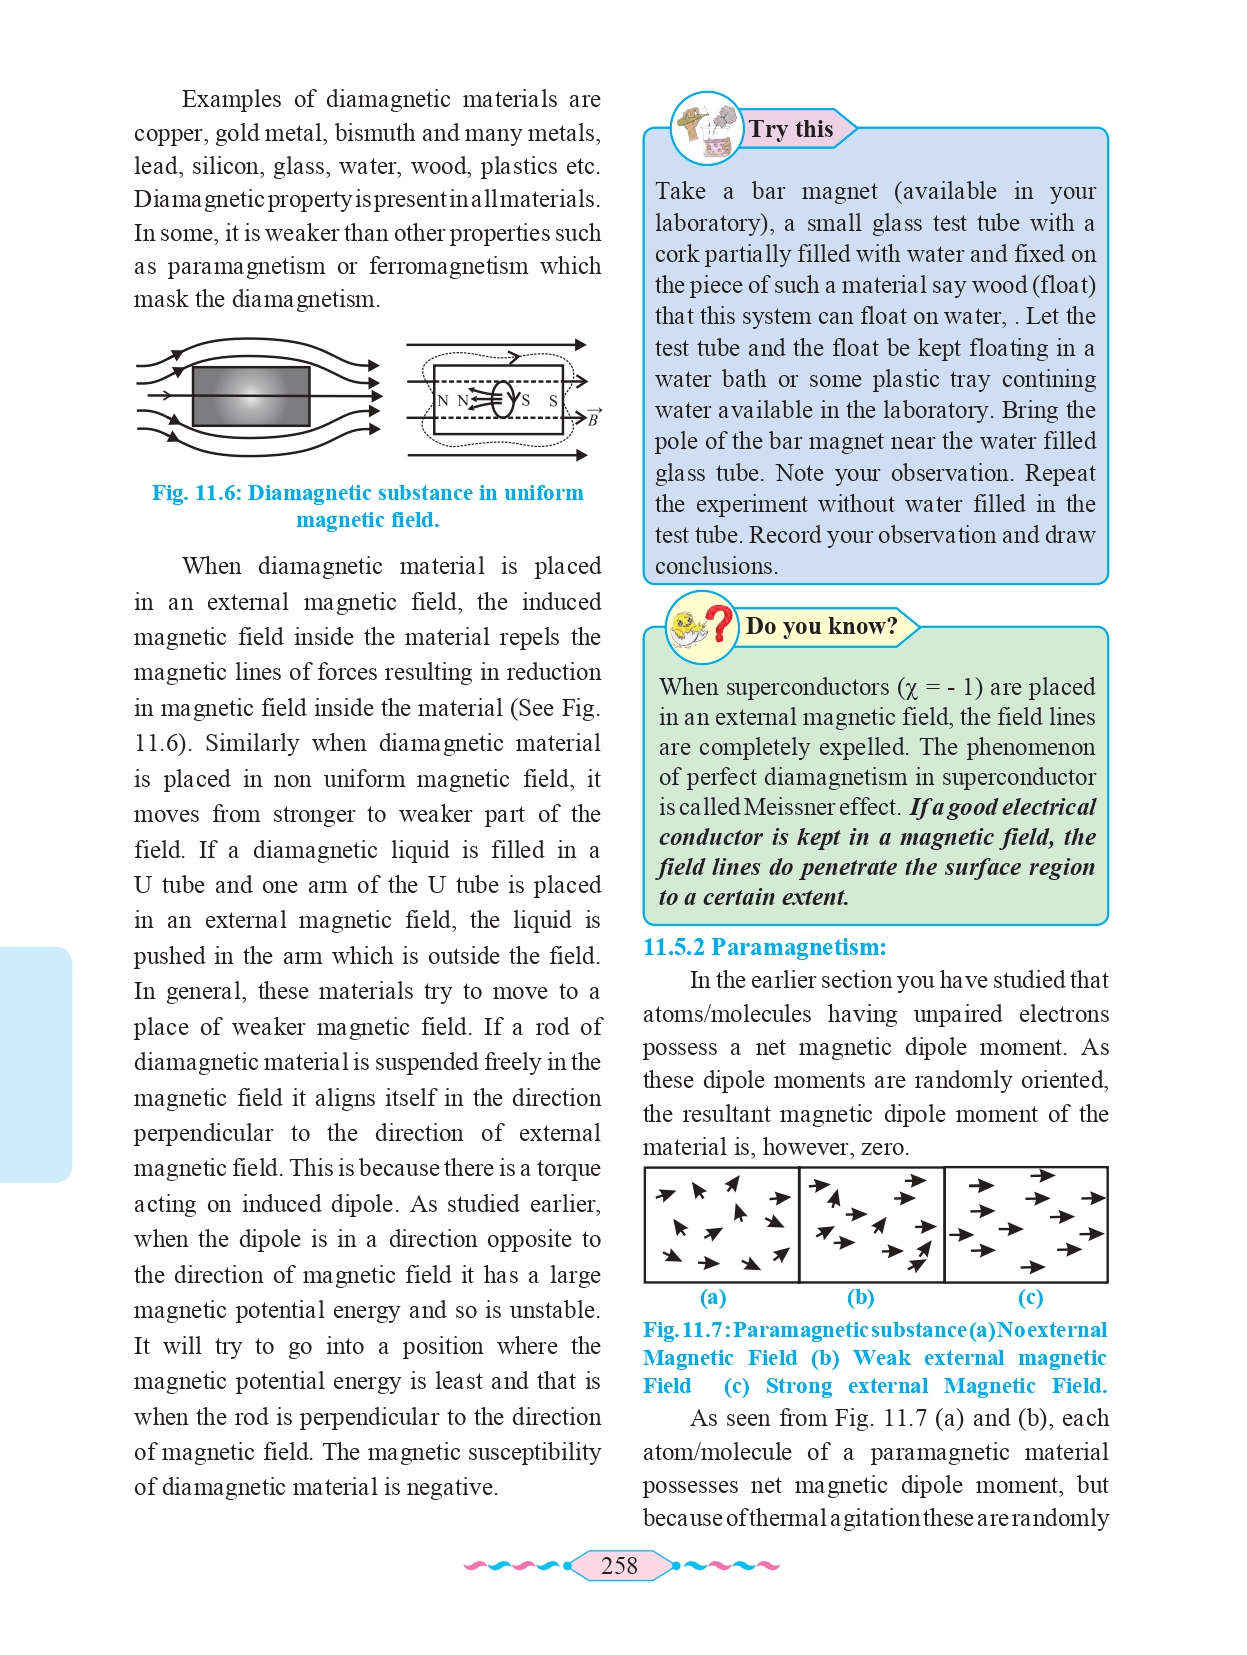 Examples of diamagnetic materials are
copper, gold metal, bismuth and many metals,
lead, silicon, glass, water, wood, plastics etc.
Diamagnetic property is present in all materials.
In some, it is weaker than other properties such
as paramagnetism or ferromagnetism which
mask the diamagnetism.
N N S S
B
Fig. 11.6: Diamagnetic substance in uniform
magnetic field.
When diamagnetic material is placed
in an external magnetic field, the induced
magnetic field inside the material repels the
magnetic lines of forces resulting in reduction
in magnetic field inside the material (See Fig.
11.6). Similarly when diamagnetic material
is placed in non uniform magnetic field, it
moves from stronger to weaker part of the
field. If a diamagnetic liquid is filled in a
U tube and one arm of the U tube is placed
in an external magnetic field, the liquid is
pushed in the arm which is outside the field.
In general, these materials try to move to a
place of weaker magnetic field. If a rod of
diamagnetic material is suspended freely in the
magnetic field it aligns itself in the direction
perpendicular to the direction of external
magnetic field. This is because there is a torque
acting on induced dipole. As studied earlier,
when the dipole is in a direction opposite to
the direction of magnetic field it has a large
magnetic potential energy and so is unstable.
It will try to go into a position where the
magnetic potential energy is least and that is
when the rod is perpendicular to the direction
of magnetic field. The magnetic susceptibility
of diamagnetic material is negative.
Try this
Take a bar magnet (available in your
laboratory), a small glass test tube with a
cork partially filled with water and fixed on
the piece of such a material say wood (float)
that this system can float on water, . Let the
test tube and the float be kept floating in a
water bath or some plastic tray contining
water available in the laboratory. Bring the
pole of the bar magnet near the water filled
glass tube. Note your observation. Repeat
the experiment without water filled in the
test tube. Record your observation and draw
conclusions.
Do you know?
When superconductors (χ = - 1) are placed
in an external magnetic field, the field lines
are completely expelled. The phenomenon
of perfect diamagnetism in superconductor
is called Meissner effect. If a good electrical
conductor is kept in a magnetic field, the
field lines do penetrate the surface region
to a certain extent.
11.5.2 Paramagnetism:
In the earlier section you have studied that
atoms/molecules having unpaired electrons
possess a net magnetic dipole moment. As
these dipole moments are randomly oriented,
the resultant magnetic dipole moment of the
material is, however, zero.
(a) (b) (c)
Fig. 11.7: Paramagnetic substance (a) No external
Magnetic Field (b) Weak external magnetic
Field (c) Strong external Magnetic Field.
As seen from Fig. 11.7 (a) and (b), each
atom/molecule of a paramagnetic material
possesses net magnetic dipole moment, but
because of thermal agitation these are randomly
258